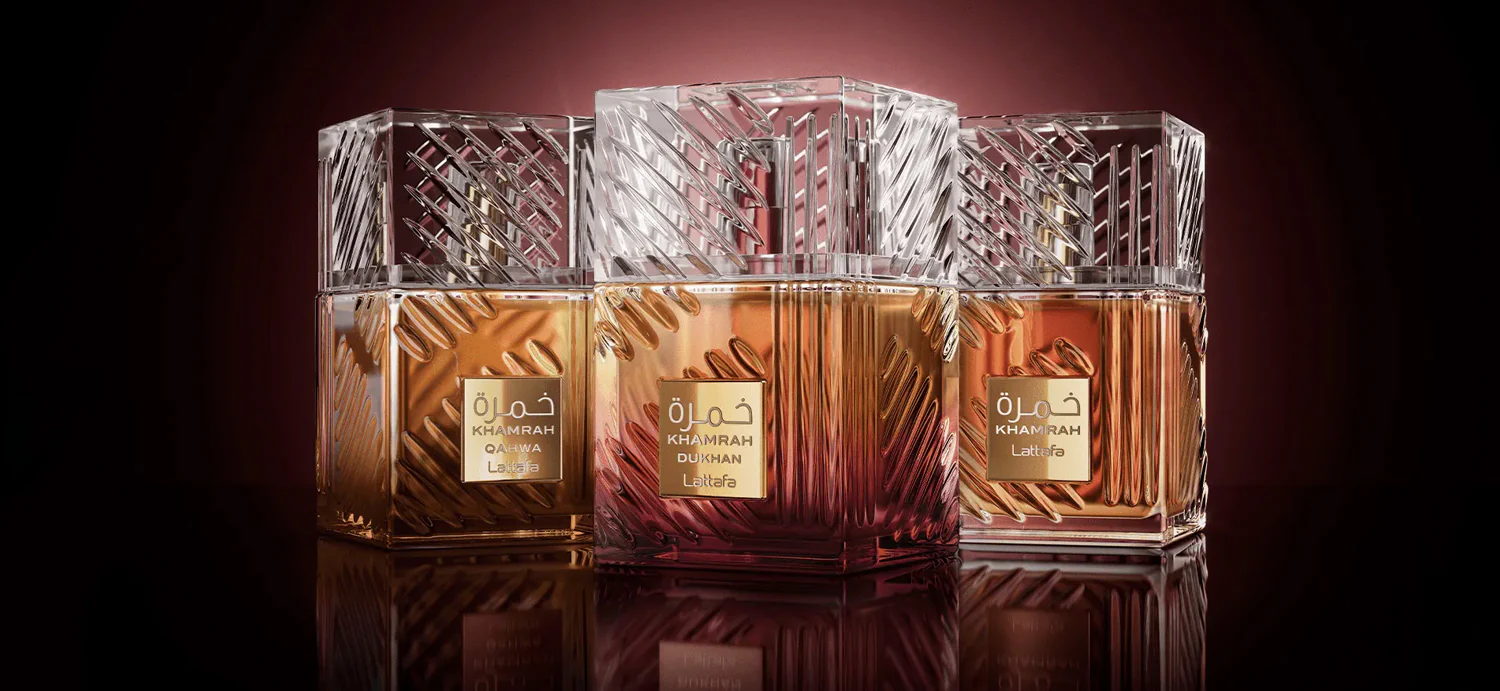 خمرة
KHAMRAH
QAHWA
Lattafa
خمرة
KHAMRAH
DUKHAN
Lattafa
خمرة
KHAMRAH
Lattafa